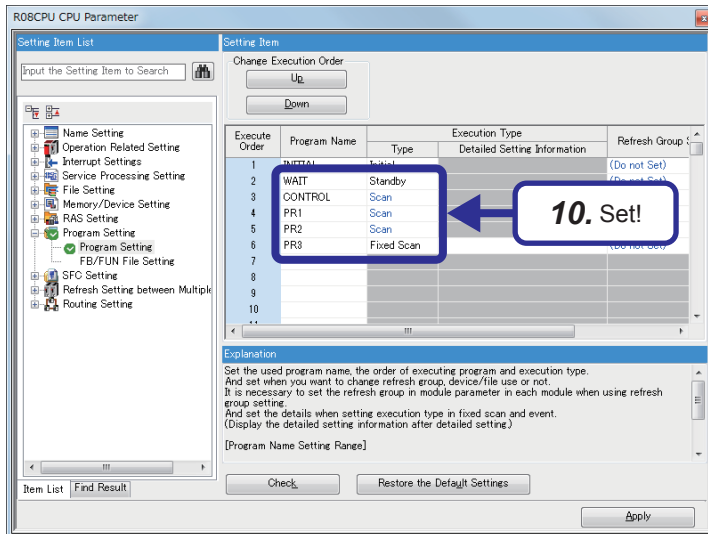 R08CPU CPU Parameter
Setting Item List
Input the Setting Item to Search
Name Setting
Operation Related Setting
Interrupt Settings
Service Processing Setting
File Setting
Memory/Device Setting
RAS Setting
Program Setting
Program Setting
FB/FUN File Setting
SFC Setting
Refresh Setting between Multiple
Routing Setting
Item List Find Result
Setting Item
Change Execution Order
Up
Down
Execute Order Program Name Execution Type Refresh Group
Type Detailed Setting Information
1 INITIAL Initial (Do not Set)
2 WAIT Standby (Do not Set)
3 CONTROL Scan
4 PR1 Scan
5 PR2 Scan
6 PR3 Fixed Scan (Do not Set)
7
8
9
10
10. Set!
Explanation
Set the used program name, the order of executing program and execution type.
And set when you want to change refresh group, device/file use or not.
It is necessary to set the refresh group in module parameter in each module when using refresh
group setting.
And set the details when setting execution type in fixed scan and event.
(Display the detailed setting information after detailed setting.)
[Program Name Setting Range]
Check Restore the Default Settings
Apply